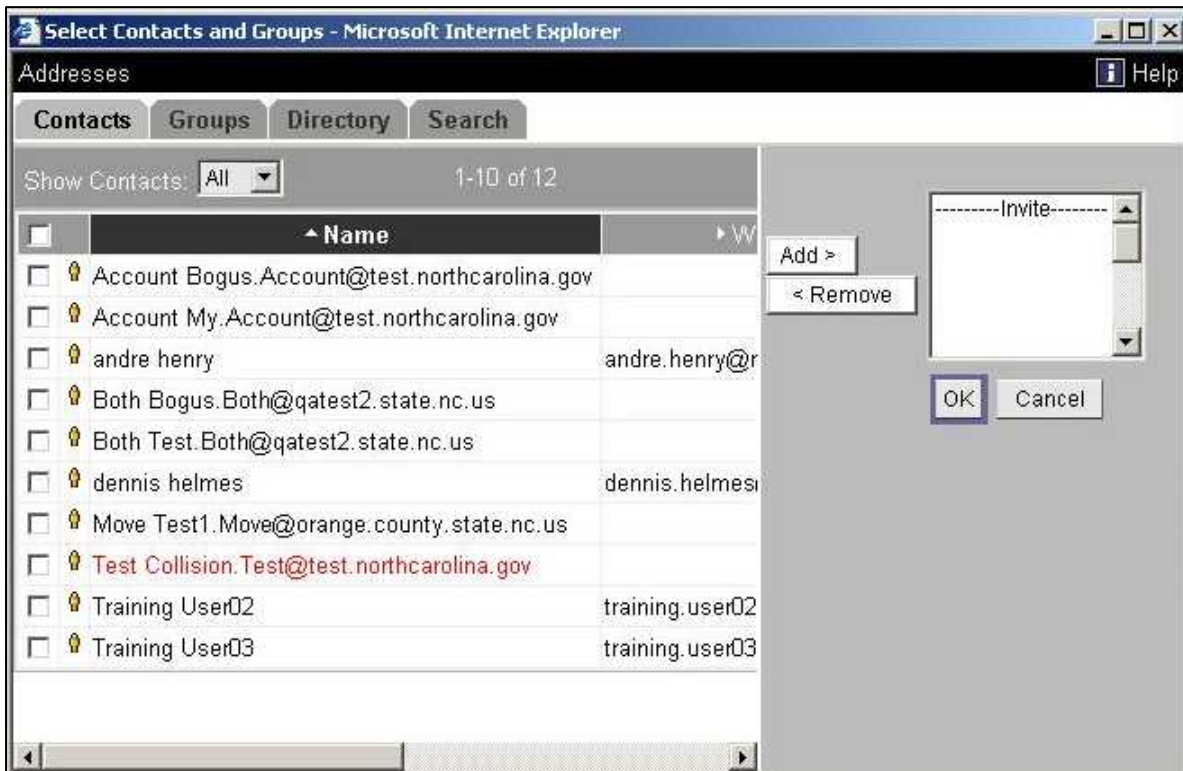 Select Contacts and Groups - Microsoft Internet Explorer
Addresses
Help
Contacts Groups Directory Search
Show Contacts: All 1-10 of 12
Name W
Account Bogus.Account@test.northcarolina.gov
Account My.Account@test.northcarolina.gov
andre henry andre.henry@
Both Bogus.Both@qatest2.state.nc.us
Both Test.Both@qatest2.state.nc.us
dennis helmes dennis.helmes
Move Test1.Move@orange.county.state.nc.us
Test Collision.Test@test.northcarolina.gov
Training User02 training.user02
Training User03 training.user03
Add >
< Remove
---------Invite--------
OK Cancel